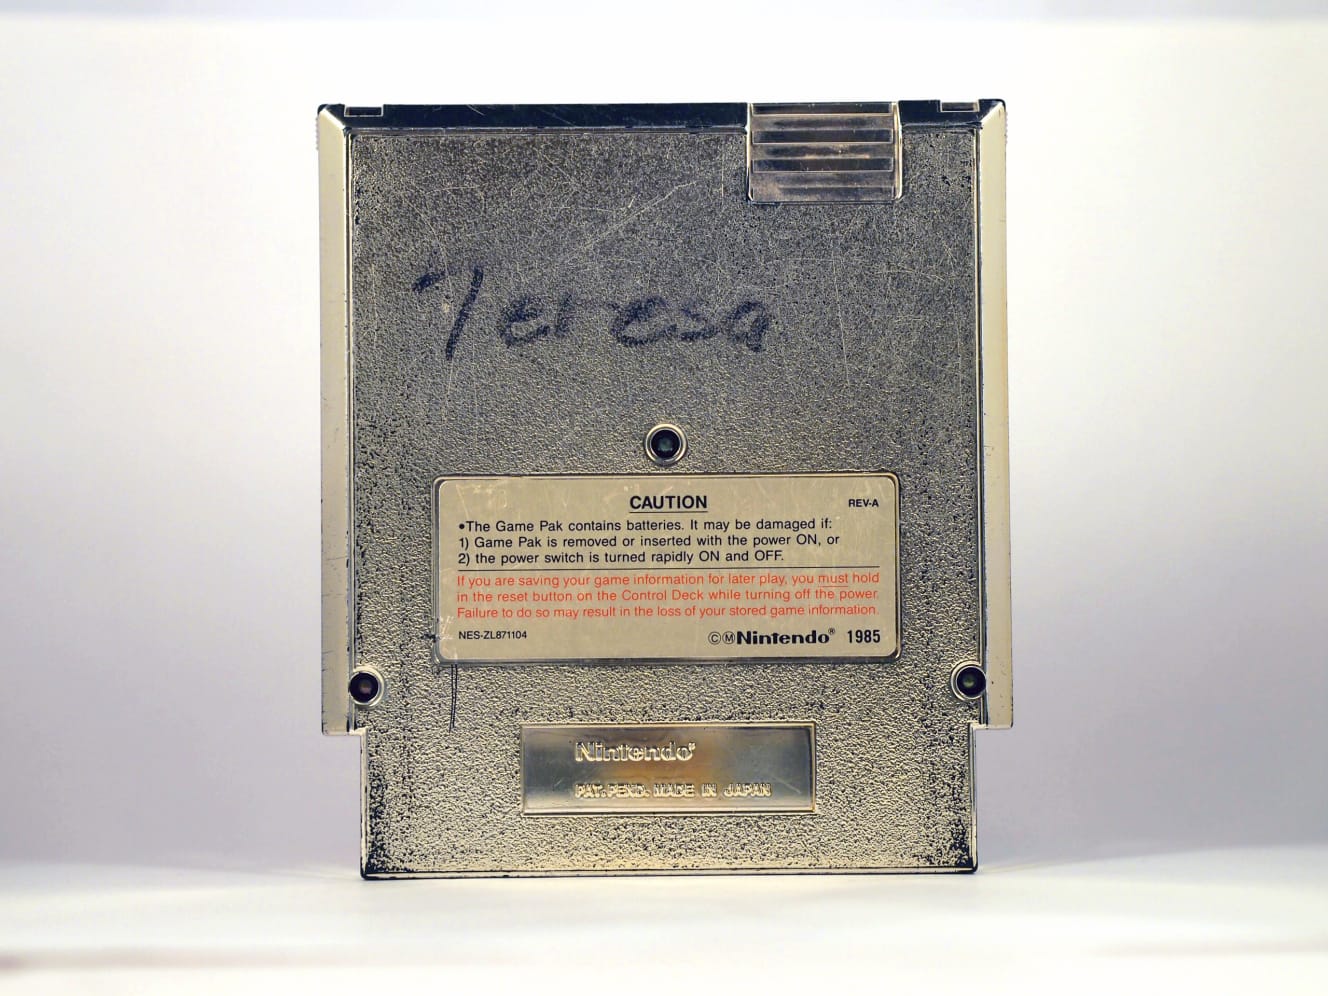 Teresa
CAUTION REV-A
•The Game Pak contains batteries. It may be damaged if:
1) Game Pak is removed or inserted with the power ON, or
2) the power switch is turned rapidly ON and OFF.
If you are saving your game information for later play, you must hold
in the reset button on the Control Deck while turning off the power.
Failure to do so may result in the loss of your stored game information.
NES-ZL871104 ©ⓂNintendo® 1985
Nintendo®
PAT. PEND. MADE IN JAPAN